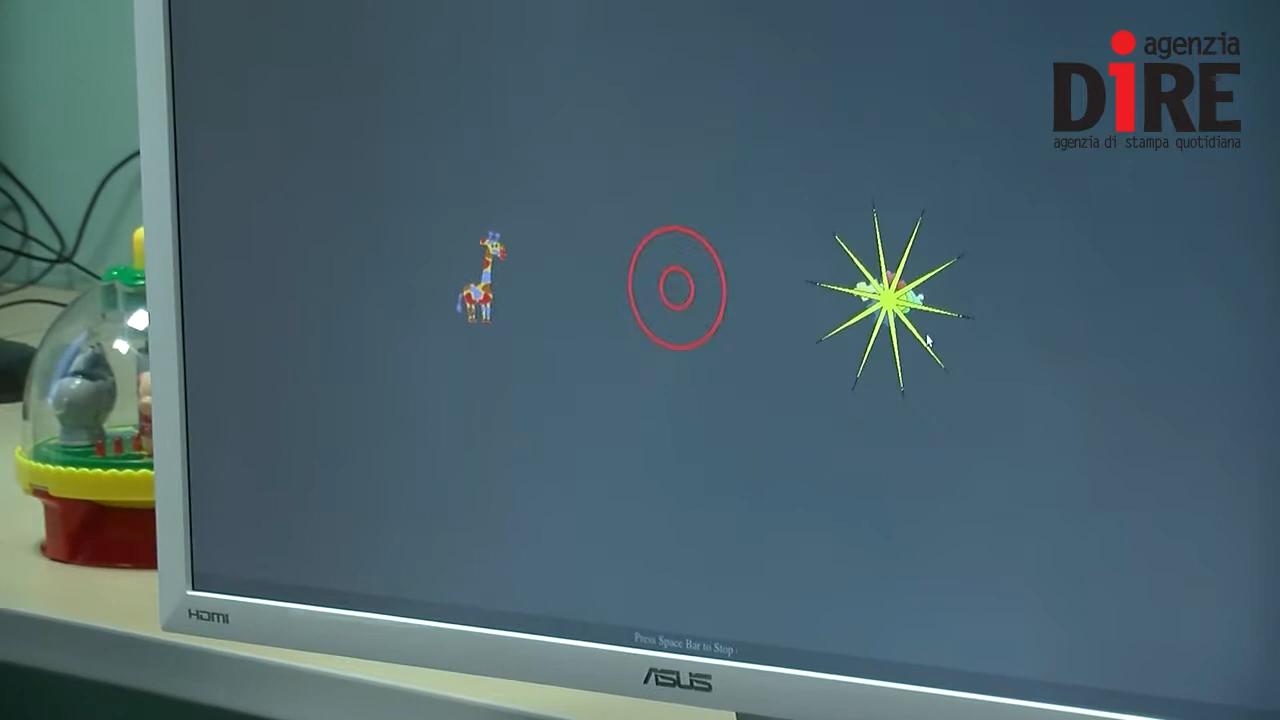 agenzia
DiRE
agenzia di stampa quotidiana
HDMI
Press Space Bar to Stop
ASUS